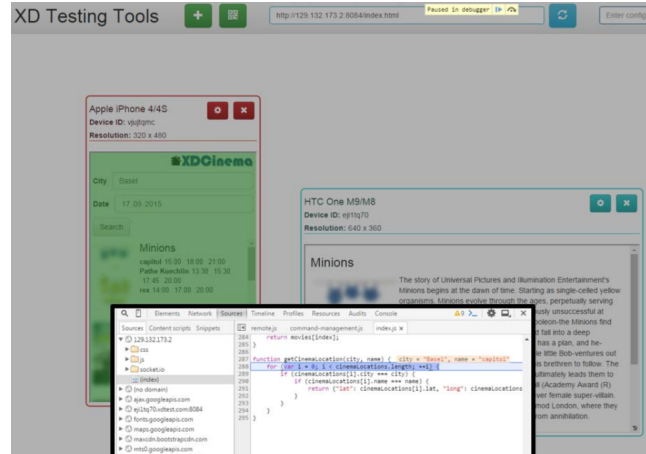 XD Testing Tools
http://129.132.173.2:8084/index.html
Paused in debugger
Enter config
Apple iPhone 4/4S
Device ID: vjujtqmc
Resolution: 320 x 480
XDCinema
City Basel
Date 17.09.2015
Search
Minions
capitol 15:00 18:00 21:00
Pathe Kuechlin 13:30 15:30
17:45 20:00
rex 14:00 17:00 20:00
HTC One M9/M8
Device ID: eji1tq70
Resolution: 640 x 360
Minions
The story of Universal Pictures and Illumination Entertainment's
Minions begins at the dawn of time. Starting as single-celled yellow
organisms, Minions evolve through the ages, perpetually serving
ously unsuccessful at
poleon-the Minions find
d fall into a deep
has a plan, and he-
le little Bob-ventures out
is brethren to follow. The
ultimately leads them to
ll (Academy Award (R)
ver female super-villain.
mod London, where they
rom annihilation.
Elements Network Sources Timeline Profiles Resources Audits Console
9
Sources Content scripts Snippets
remote.js command-management.js index.js ×
129.132.173.2
css
js
socket.io
(index)
(no domain)
ajax.googleapis.com
eji1tq70.xdtest.com:8084
fonts.googleapis.com
maps.googleapis.com
maxcdn.bootstrapcdn.com
mts0.googleapis.com
284 return movies[index];
285 }
286
287 function getCinemaLocation(city, name) { city = "Basel", name = "capitol"
288 for (var i = 0; i < cinemaLocations.length; ++i) {
289 if (cinemaLocations[i].city === city) {
290 if (cinemaLocations[i].name === name) {
291 return {"lat": cinemaLocations[i].lat, "long": cinemaLocations
292 }
293 }
294 }
295 }